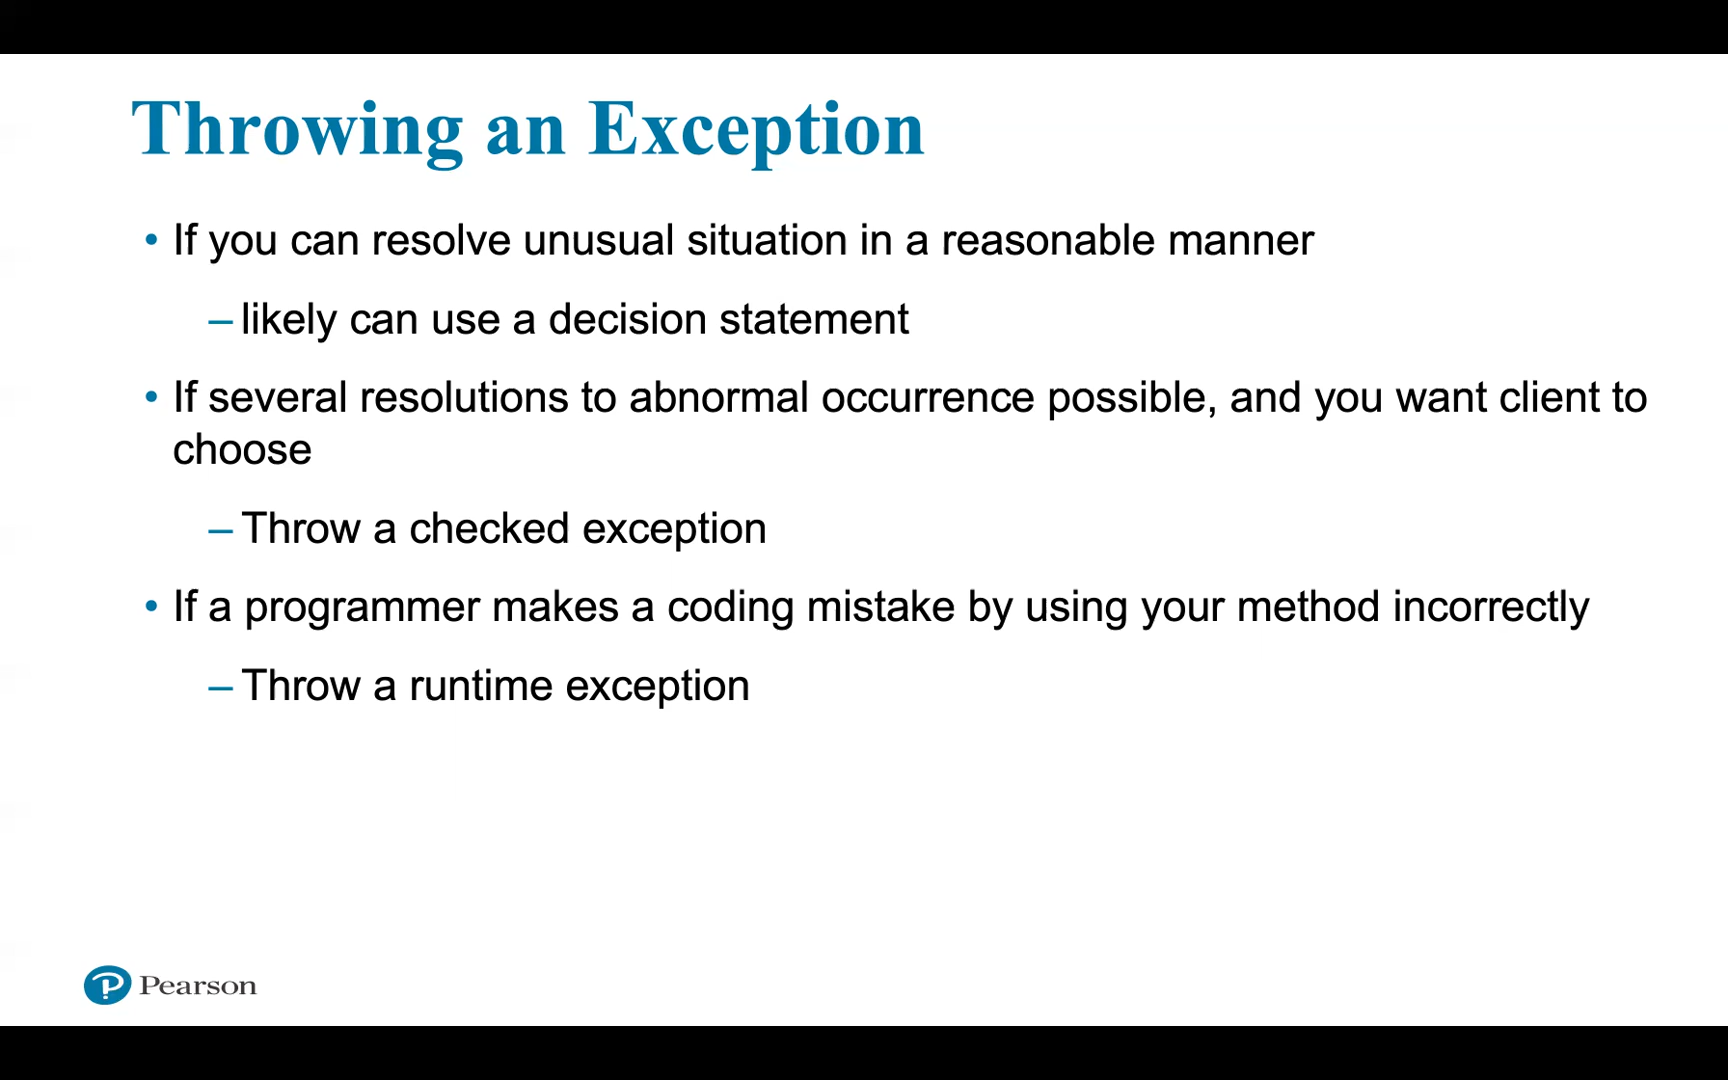 Throwing an Exception
• If you can resolve unusual situation in a reasonable manner
– likely can use a decision statement
• If several resolutions to abnormal occurrence possible, and you want client to
choose
– Throw a checked exception
• If a programmer makes a coding mistake by using your method incorrectly
– Throw a runtime exception
Pearson